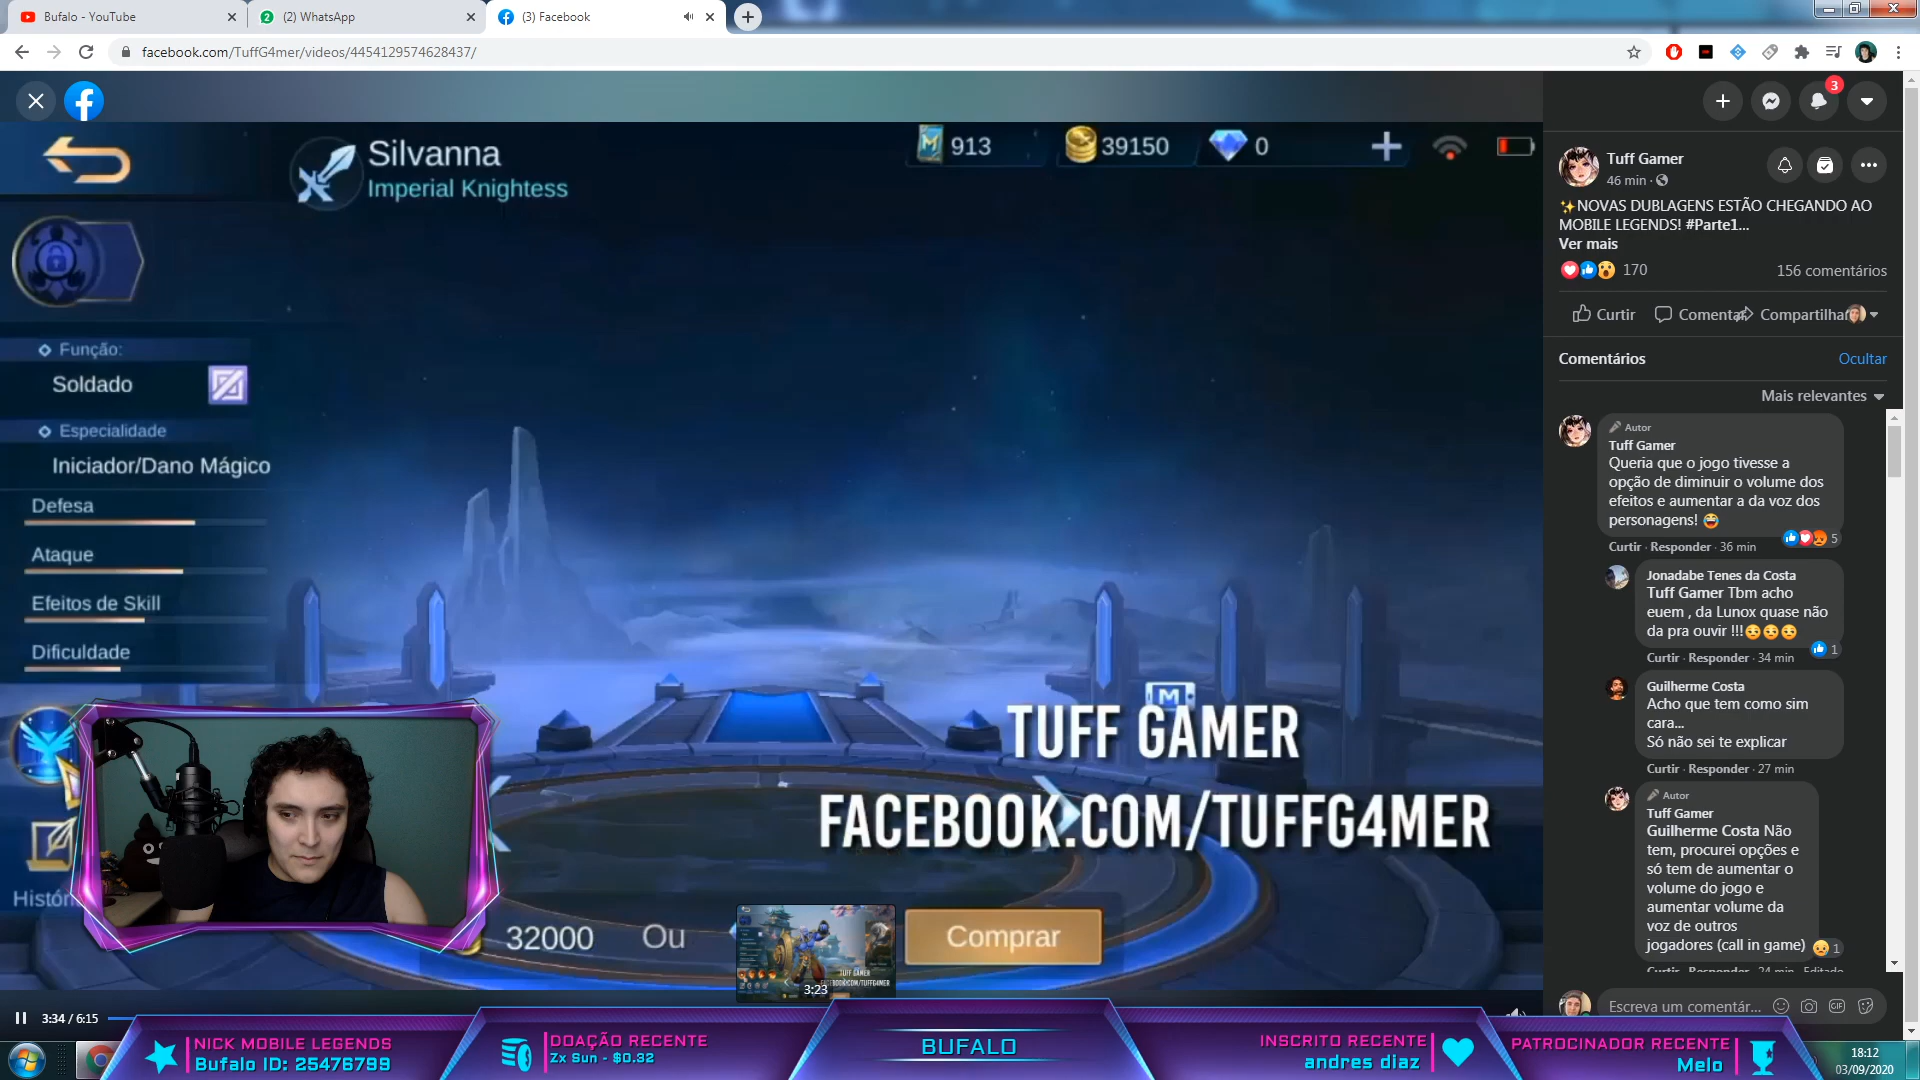 Bufalo - YouTube
(2) WhatsApp
(3) Facebook
facebook.com/TuffG4mer/videos/4454129574628437/
Silvanna
Imperial Knightess
913
39150
0
Função:
Soldado
Especialidade
Iniciador/Dano Mágico
Defesa
Ataque
Efeitos de Skill
Dificuldade
TUFF GAMER
FACEBOOK.COM/TUFFG4MER
32000
Ou
Comprar
TUFF GAMER
3:23
3:34 / 6:15
3
Tuff Gamer
46 min ·
✨NOVAS DUBLAGENS ESTÃO CHEGANDO AO
MOBILE LEGENDS! #Parte1...
Ver mais
170
156 comentários
Curtir
Comentar
Compartilhar
Comentários
Ocultar
Mais relevantes
Autor
Tuff Gamer
Queria que o jogo tivesse a
opção de diminuir o volume dos
efeitos e aumentar a da voz dos
personagens! 😂
5
Curtir · Responder · 36 min
Jonadabe Tenes da Costa
Tuff Gamer Tbm acho
euem , da Lunox quase não
da pra ouvir !!!😒😒😒
1
Curtir · Responder · 34 min
Guilherme Costa
Acho que tem como sim
cara...
Só não sei te explicar
Curtir · Responder · 27 min
Autor
Tuff Gamer
Guilherme Costa Não
tem, procurei opções e
só tem de aumentar o
volume do jogo e
aumentar volume da
voz de outros
jogadores (call in game)
1
Curtir · Responder · 24 min · Editado
Escreva um comentár...
NICK MOBILE LEGENDS
Bufalo ID: 25476799
DOAÇÃO RECENTE
Zx Sun - $0.32
BUFALO
INSCRITO RECENTE
andres diaz
PATROCINADOR RECENTE
Melo
18:12
03/09/2020